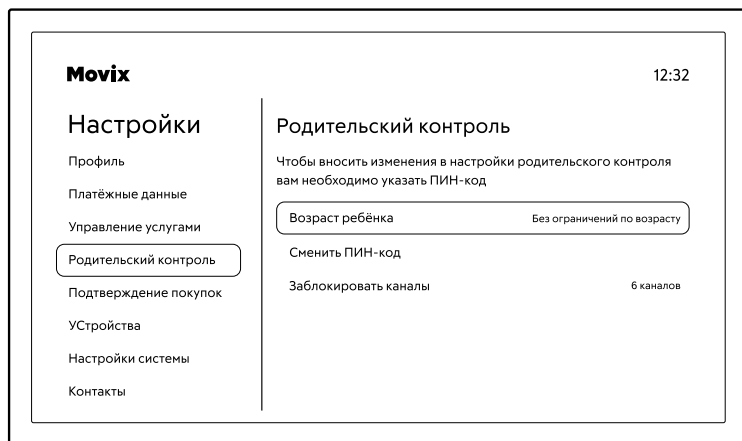 Movix
12:32
Настройки
Профиль
Платёжные данные
Управление услугами
Родительский контроль
Подтверждение покупок
УСтройства
Настройки системы
Контакты
Родительский контроль
Чтобы вносить изменения в настройки родительского контроля
вам необходимо указать ПИН-код
Возраст ребёнка Без ограничений по возрасту
Сменить ПИН-код
Заблокировать каналы 6 каналов